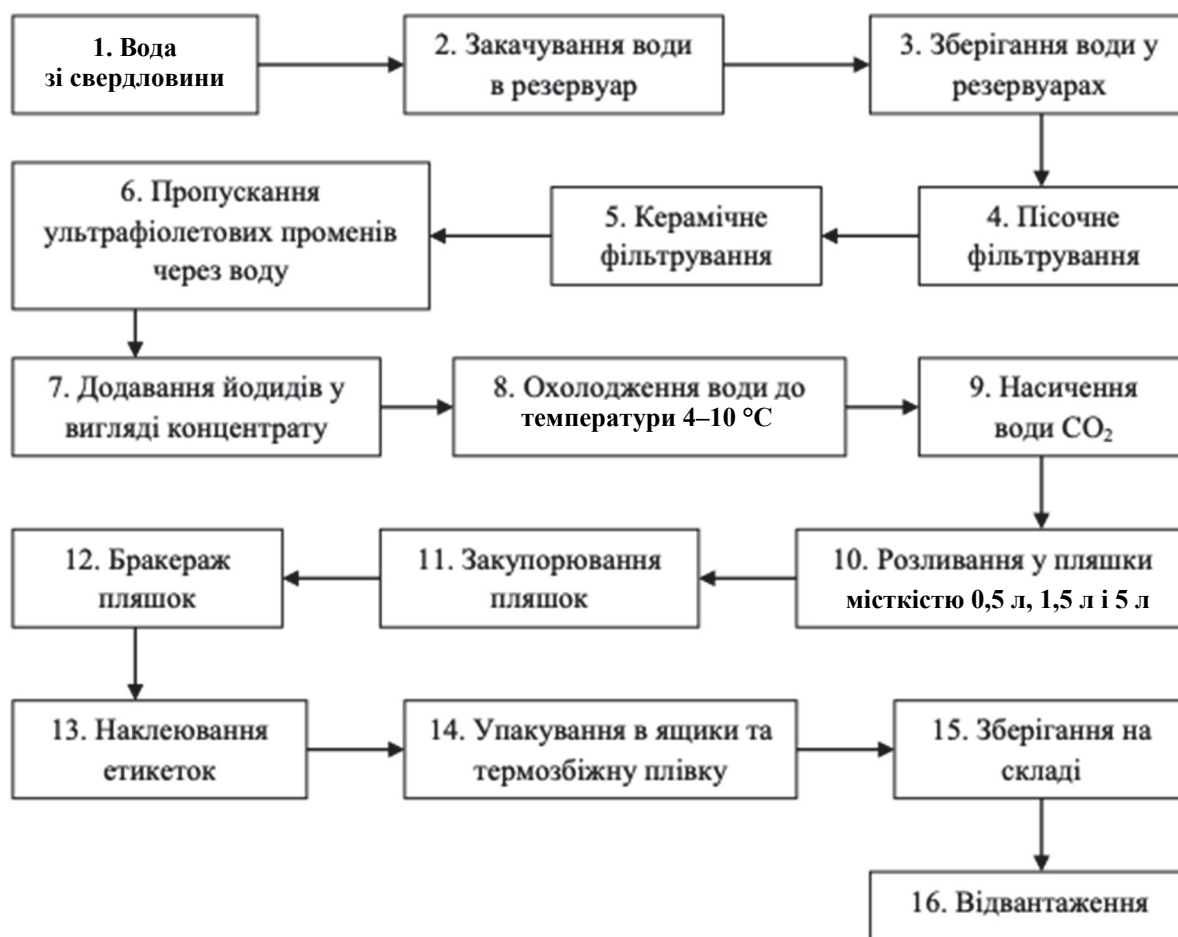 1. Вода
зі свердловини
2. Закачування води
в резервуар
3. Зберігання води у
резервуарах
4. Пісочне
фільтрування
5. Керамічне
фільтрування
6. Пропускання
ультрафіолетових променів
через воду
7. Додавання йодидів у
вигляді концентрату
8. Охолодження води до
температури 4–10 °С
9. Насичення
води CO₂
10. Розливання у пляшки
місткістю 0,5 л, 1,5 л і 5 л
11. Закупорювання
пляшок
12. Бракераж
пляшок
13. Наклеювання
етикеток
14. Упакування в ящики та
термозбіжну плівку
15. Зберігання на
складі
16. Відвантаження